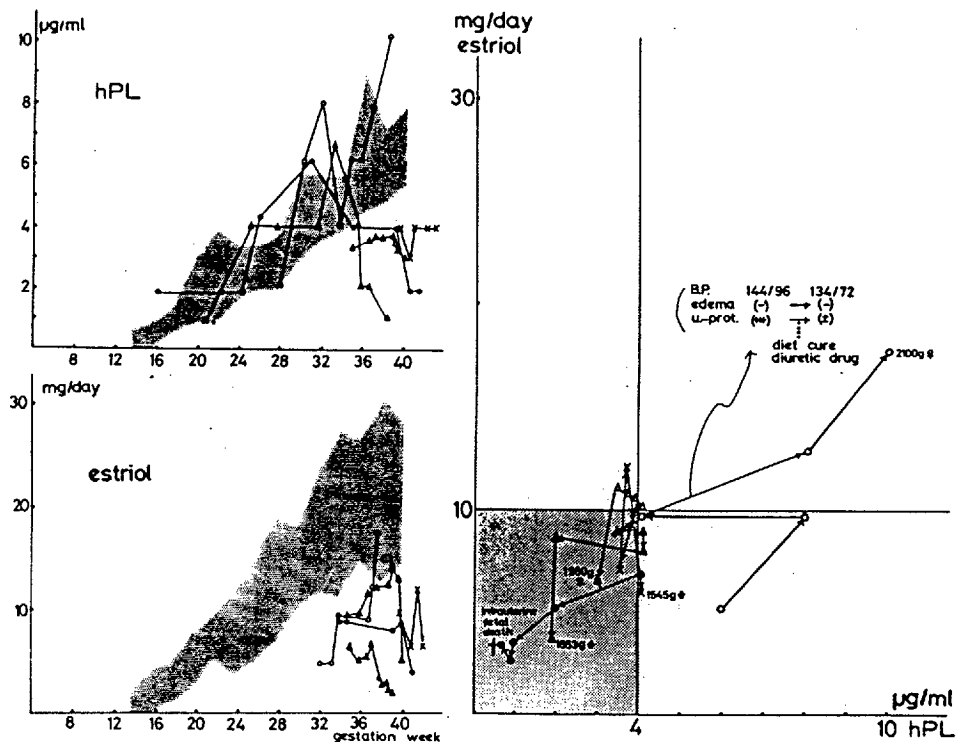 µg/ml
10
8
6
4
2
hPL
8 12 16 20 24 28 32 36 40
mg/day
30
20
10
estriol
8 12 16 20 24 28 32 36 40
gestation week
mg/day
estriol
30
10
B.P. 144/96 134/72
edema (-) → (-)
u-prot. (+++) → (±)
diet cure
diuretic drug
2100g
1545g
intrauterine
fetal
death
4 10 hPL
µg/ml